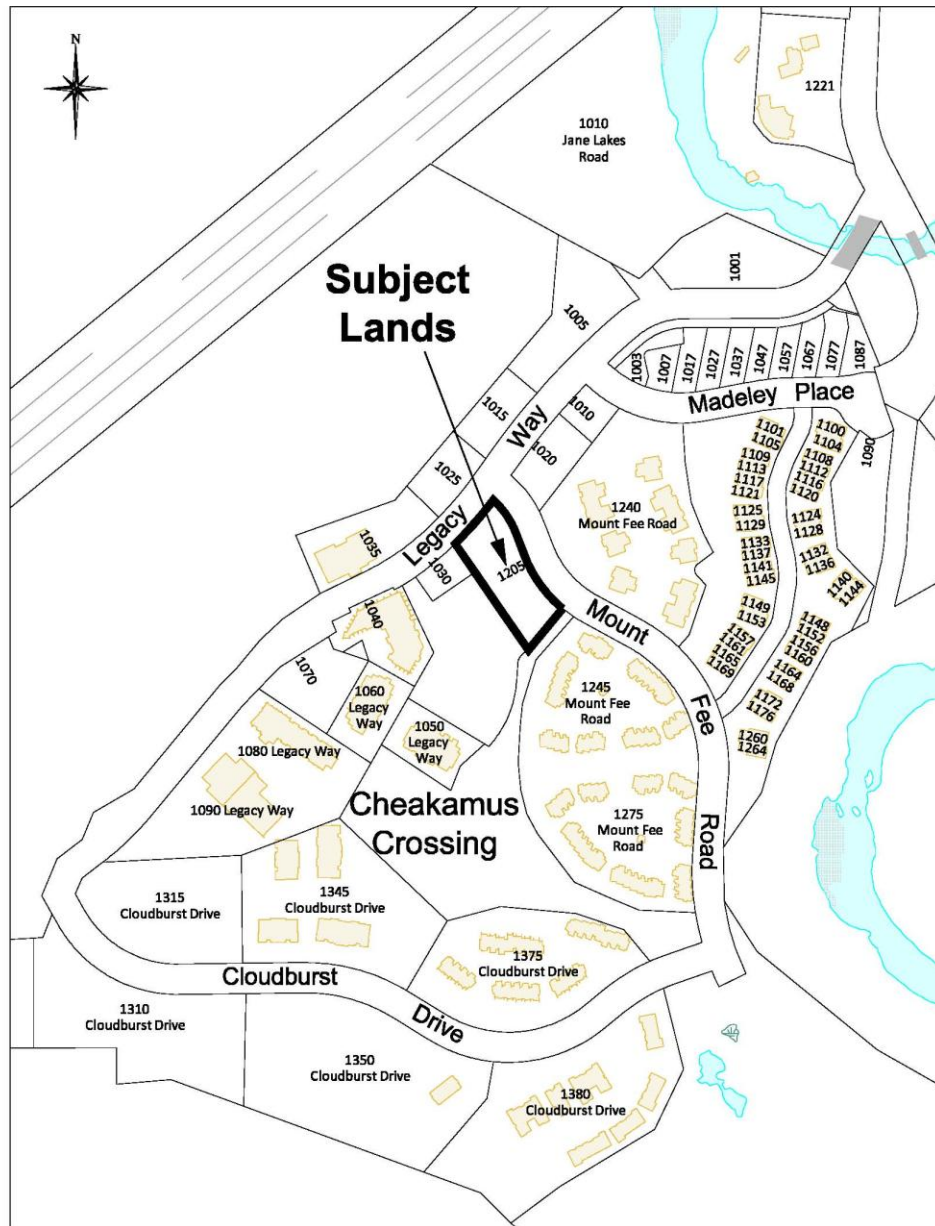 N
1221
1010
Jane Lakes
Road
1001
Subject
Lands
1005
1003
1007
1017
1027
1037
1047
1057
1067
1077
1087
Madeley Place
1015
Way
1010
1020
1025
Legacy
1035
1030
1205
1240
Mount Fee Road
1101
1105
1109
1113
1117
1121
1125
1129
1133
1137
1141
1145
1149
1153
1157
1161
1165
1169
1100
1104
1108
1112
1116
1120
1124
1128
1132
1136
1140
1144
1148
1152
1156
1160
1164
1168
1172
1176
1260
1264
1090
Mount
Fee
Road
1040
1070
1060
Legacy
Way
1050
Legacy
Way
1245
Mount Fee
Road
1080 Legacy Way
1090 Legacy Way
Cheakamus
Crossing
1275
Mount Fee
Road
1315
Cloudburst Drive
1345
Cloudburst Drive
1375
Cloudburst Drive
Cloudburst
Drive
1310
Cloudburst Drive
1350
Cloudburst Drive
1380
Cloudburst Drive